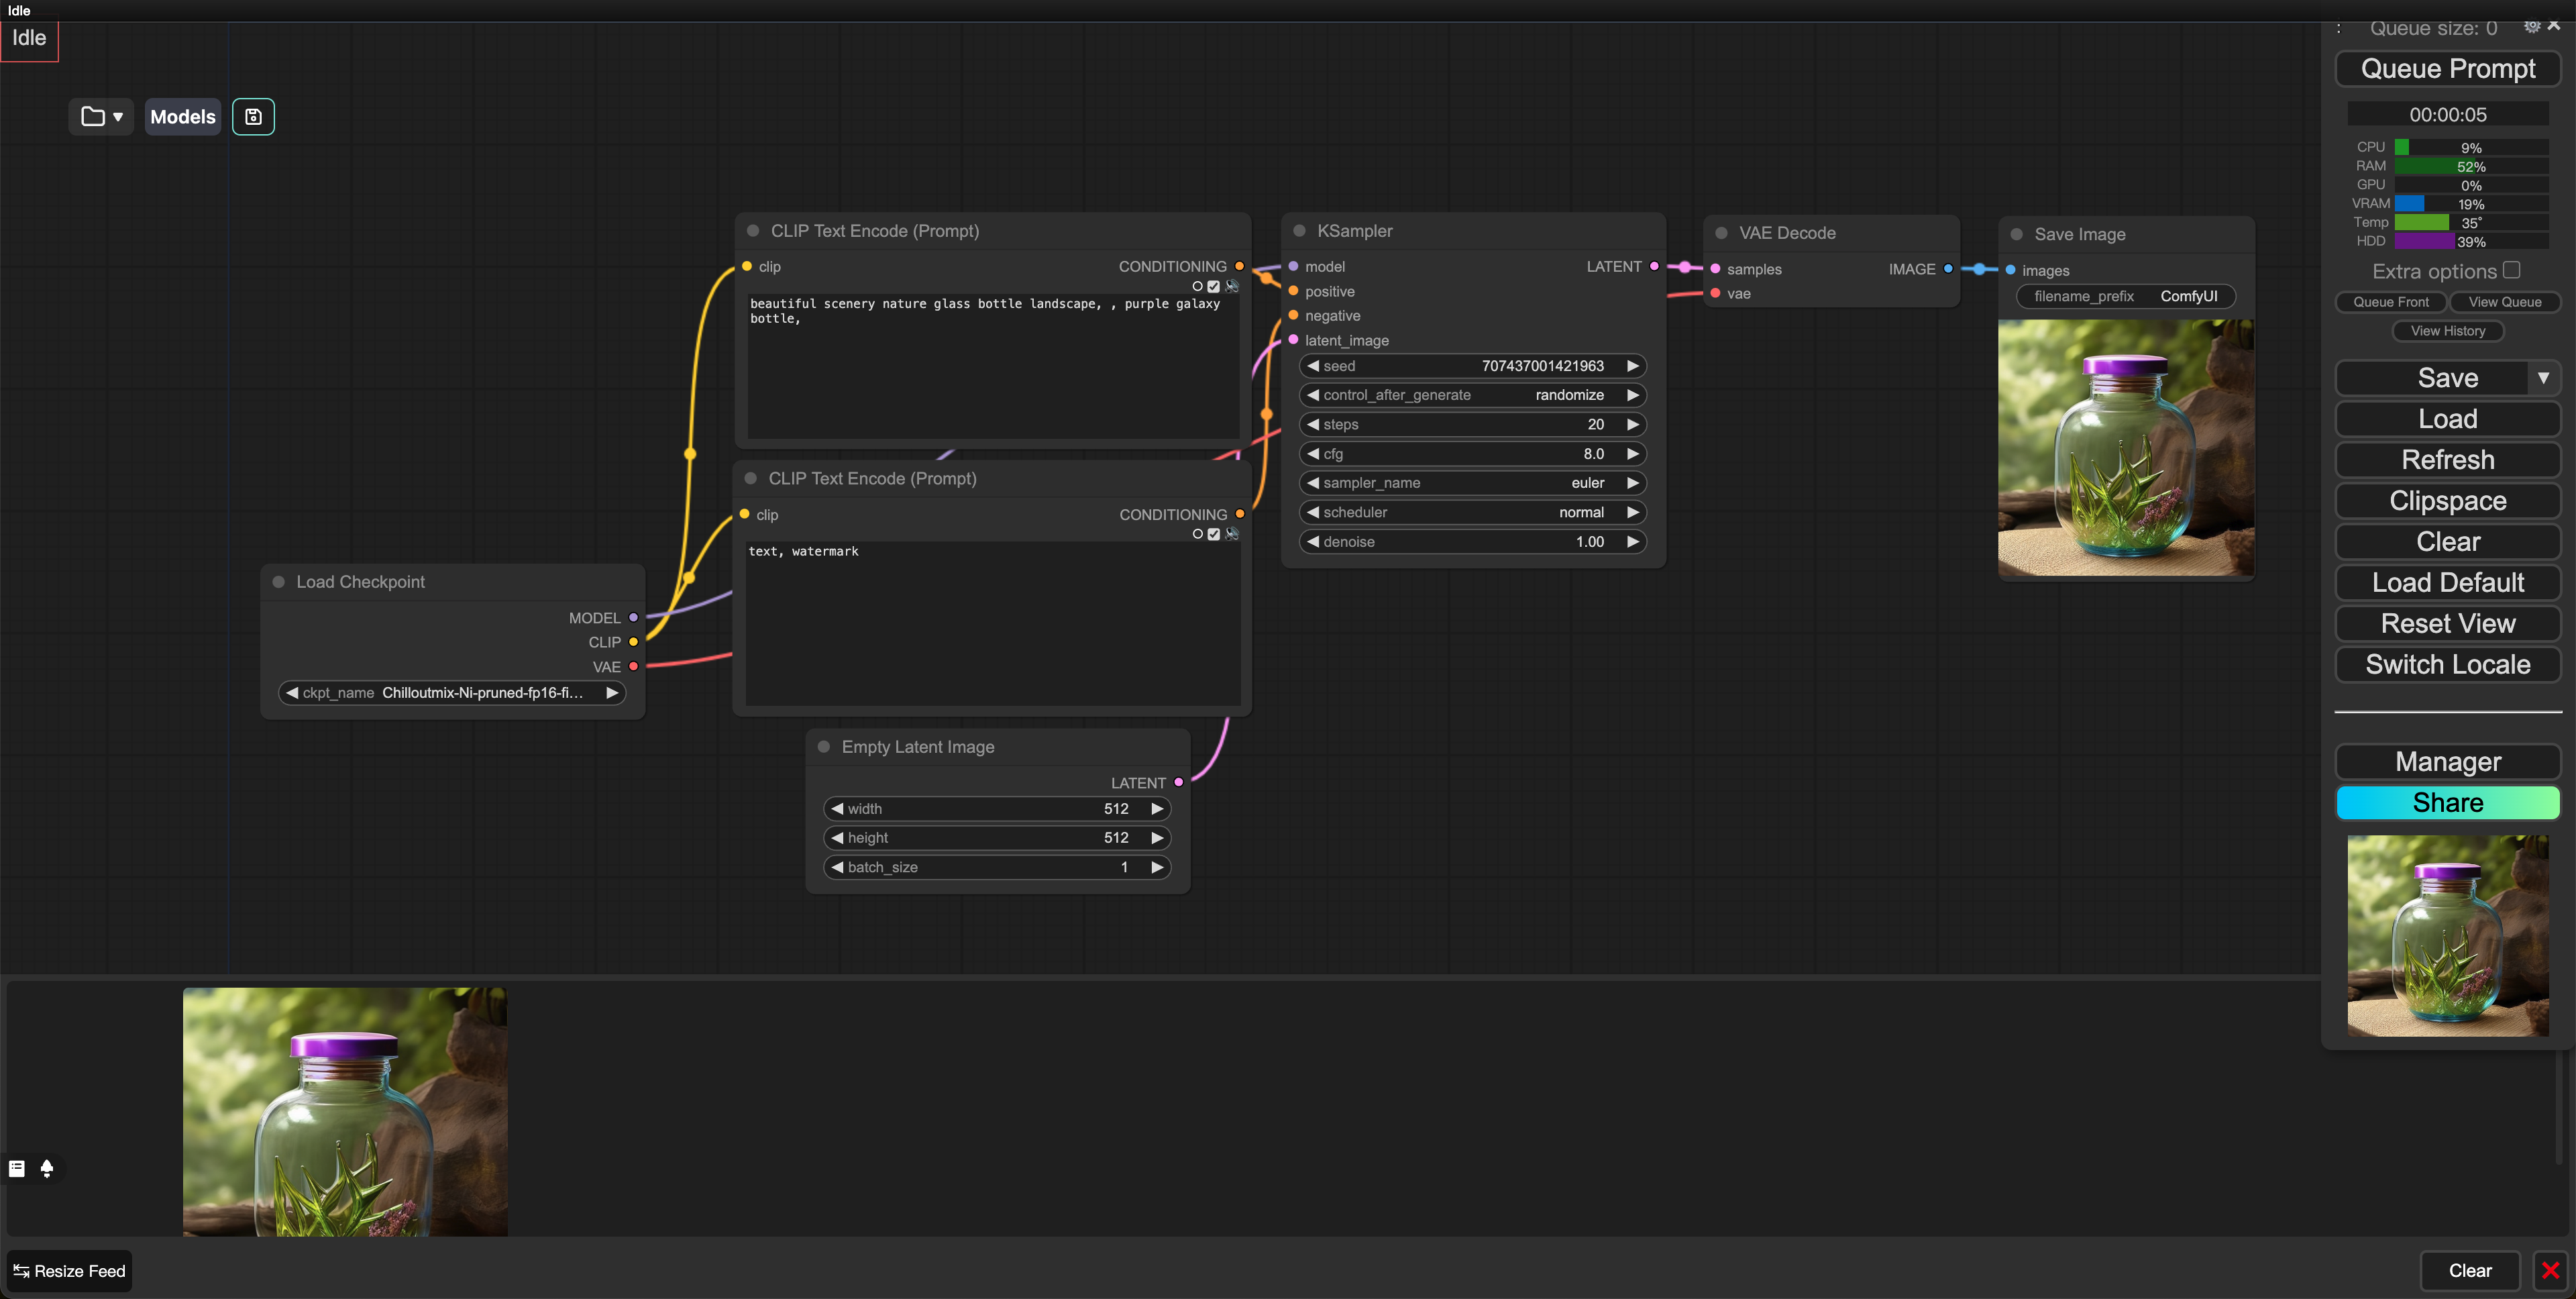 Idle
Idle
Models
CLIP Text Encode (Prompt)
clip
CONDITIONING
beautiful scenery nature glass bottle landscape, , purple galaxy
bottle,
CLIP Text Encode (Prompt)
clip
CONDITIONING
text, watermark
Load Checkpoint
MODEL
CLIP
VAE
ckpt_name Chilloutmix-Ni-pruned-fp16-fi...
Empty Latent Image
LATENT
width 512
height 512
batch_size 1
KSampler
model
LATENT
positive
negative
latent_image
seed 707437001421963
control_after_generate randomize
steps 20
cfg 8.0
sampler_name euler
scheduler normal
denoise 1.00
VAE Decode
samples
IMAGE
vae
Save Image
images
filename_prefix ComfyUI
Queue size: 0
Queue Prompt
00:00:05
CPU 9%
RAM 52%
GPU 0%
VRAM 19%
Temp 35°
HDD 39%
Extra options
Queue Front
View Queue
View History
Save
Load
Refresh
Clipspace
Clear
Load Default
Reset View
Switch Locale
Manager
Share
Resize Feed
Clear